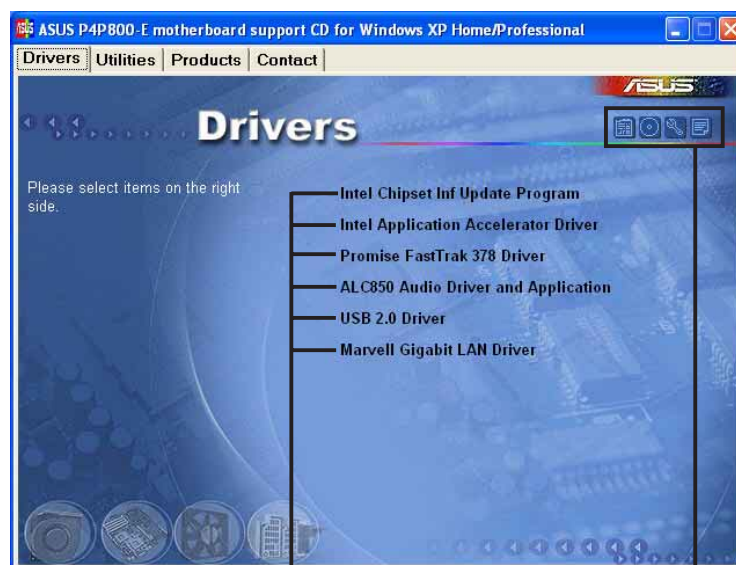 ASUS P4P800-E motherboard support CD for Windows XP Home/Professional
Drivers Utilities Products Contact
ASUS
Drivers
Please select items on the right
side.
Intel Chipset Inf Update Program
Intel Application Accelerator Driver
Promise FastTrak 378 Driver
ALC850 Audio Driver and Application
USB 2.0 Driver
Marvell Gigabit LAN Driver